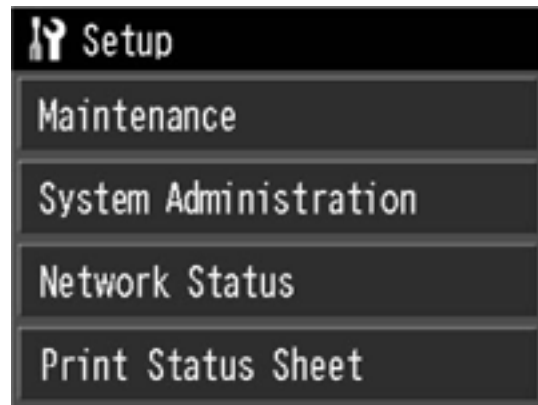 Setup
Maintenance
System Administration
Network Status
Print Status Sheet